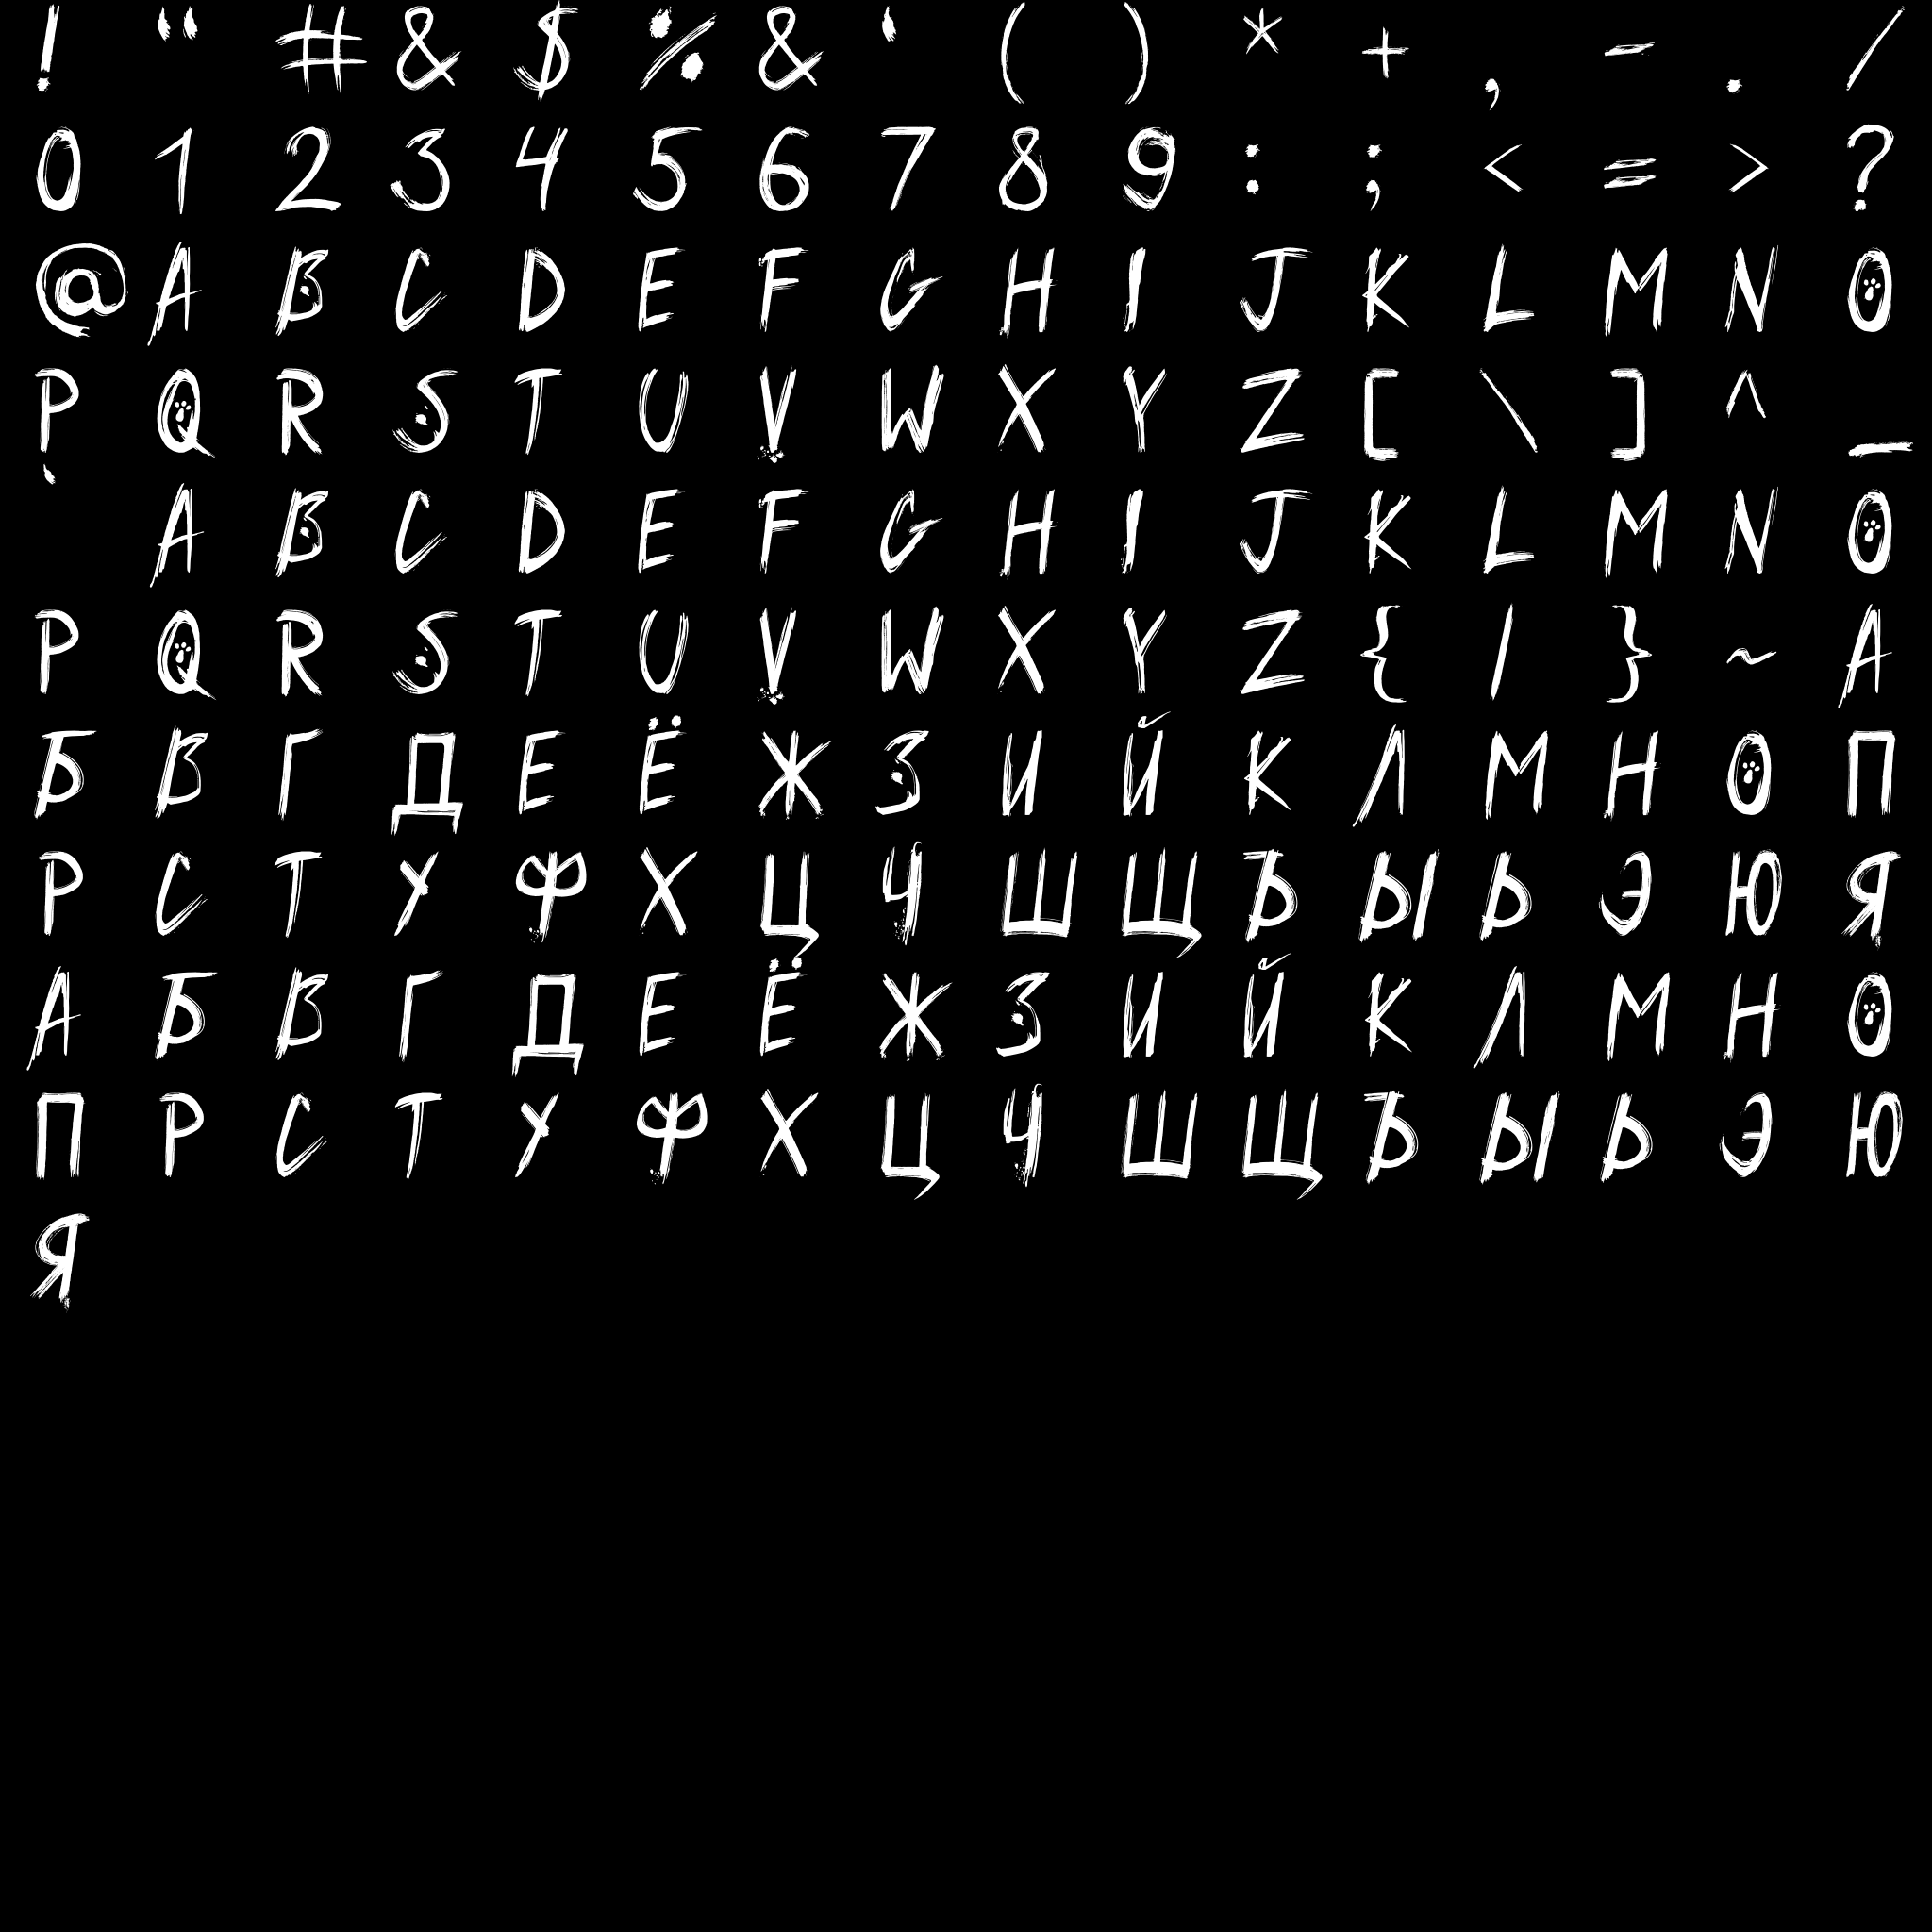 ! " # & $ % & ' ( ) * + , - . /
0 1 2 3 4 5 6 7 8 9 : ; < = > ?
@ A B C D E F G H I J K L M N O
P Q R S T U V W X Y Z [ \ ] ^ _
` A B C D E F G H I J K L M N O
P Q R S T U V W X Y Z { / } ~ А
Б В Г Д Е Ё Ж З И Й К Л М Н О П
Р С Т У Ф Х Ц Ч Ш Щ Ъ Ы Ь Э Ю Я
А Б В Г Д Е Ё Ж З И Й К Л М Н О
П Р С Т У Ф Х Ц Ч Ш Щ Ъ Ы Ь Э Ю
Я